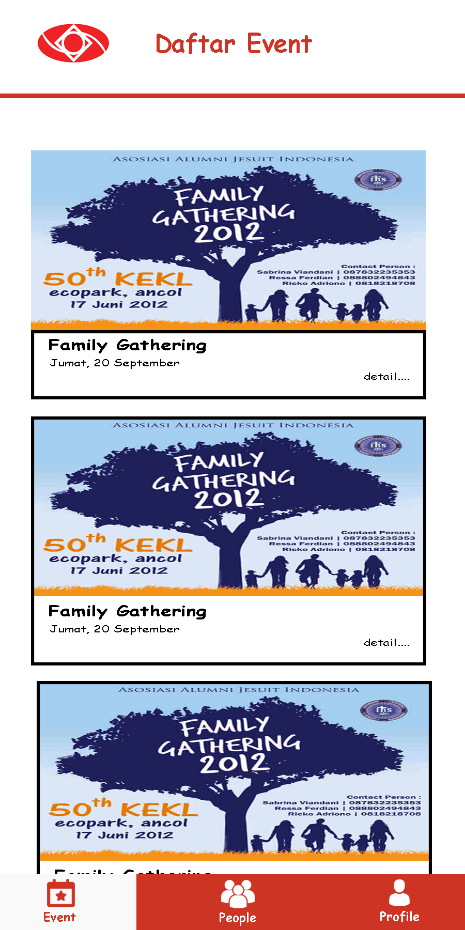 Daftar Event
ASOSIASI ALUMNI JESUIT INDONESIA
ihs
FAMILY
GATHERING
2012
50th KEKL
ecopark, ancol
17 Juni 2012
Contact Person :
Sabrina Viandani | 087832235353
Ressa Ferdian | 088802494843
Ricko Adriono | 0818218708
Family Gathering
Jumat, 20 September
detail....
ASOSIASI ALUMNI JESUIT INDONESIA
ihs
FAMILY
GATHERING
2012
50th KEKL
ecopark, ancol
17 Juni 2012
Contact Person :
Sabrina Viandani | 087832235353
Ressa Ferdian | 088802494843
Ricko Adriono | 0818218708
Family Gathering
Jumat, 20 September
detail....
ASOSIASI ALUMNI JESUIT INDONESIA
ihs
FAMILY
GATHERING
2012
50th KEKL
ecopark, ancol
17 Juni 2012
Contact Person :
Sabrina Viandani | 087832235353
Ressa Ferdian | 088802494843
Ricko Adriono | 0818218708
Family Gathering
Event
People
Profile